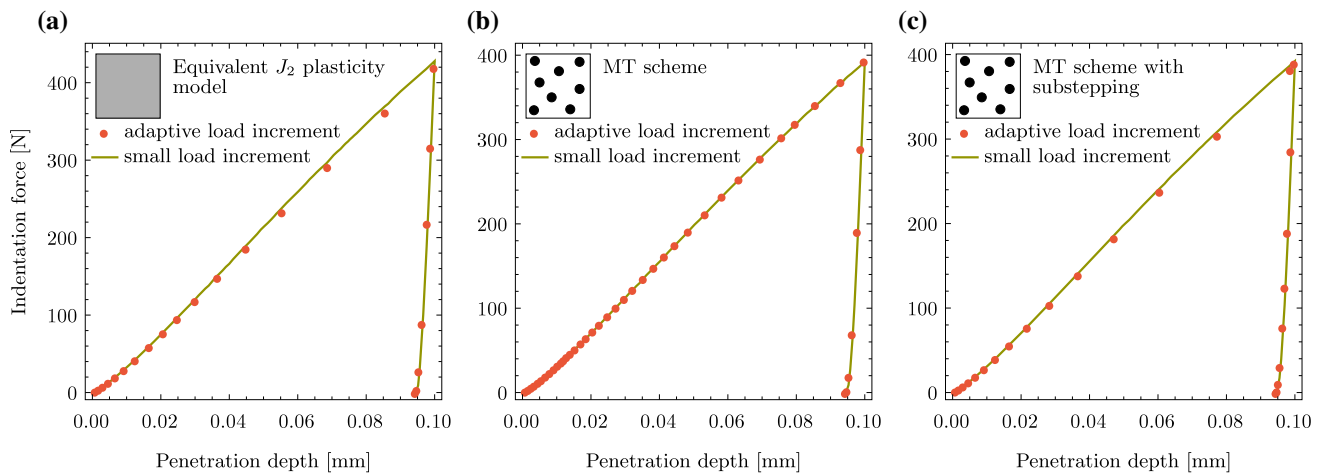 (a)
Equivalent J2 plasticity
model
adaptive load increment
small load increment
Indentation force [N]
400
300
200
100
0
0.00 0.02 0.04 0.06 0.08 0.10
Penetration depth [mm]
(b)
MT scheme
adaptive load increment
small load increment
400
300
200
100
0
0.00 0.02 0.04 0.06 0.08 0.10
Penetration depth [mm]
(c)
MT scheme with
substepping
adaptive load increment
small load increment
400
300
200
100
0
0.00 0.02 0.04 0.06 0.08 0.10
Penetration depth [mm]